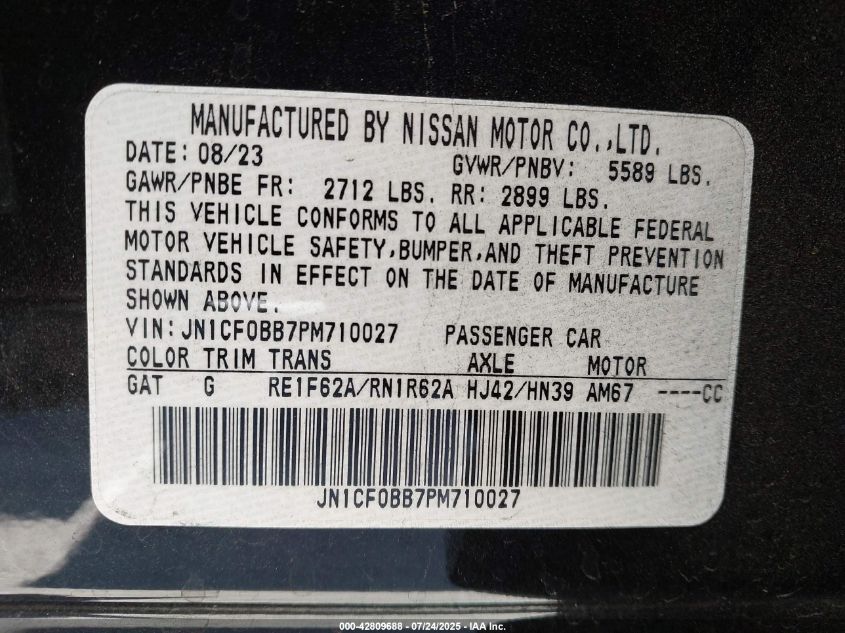 MANUFACTURED BY NISSAN MOTOR CO.,LTD.
DATE: 08/23 GVWR/PNBV: 5589 LBS.
GAWR/PNBE FR: 2712 LBS. RR: 2899 LBS.
THIS VEHICLE CONFORMS TO ALL APPLICABLE FEDERAL
MOTOR VEHICLE SAFETY,BUMPER,AND THEFT PREVENTION
STANDARDS IN EFFECT ON THE DATE OF MANUFACTURE
SHOWN ABOVE.
VIN:JN1CF0BB7PM710027 PASSENGER CAR
COLOR TRIM TRANS AXLE MOTOR
GAT G RE1F62A/RN1R62A HJ42/HN39 AM67 ----CC
JN1CF0BB7PM710027
000-42809688 - 07/24/2025 - IAA Inc.